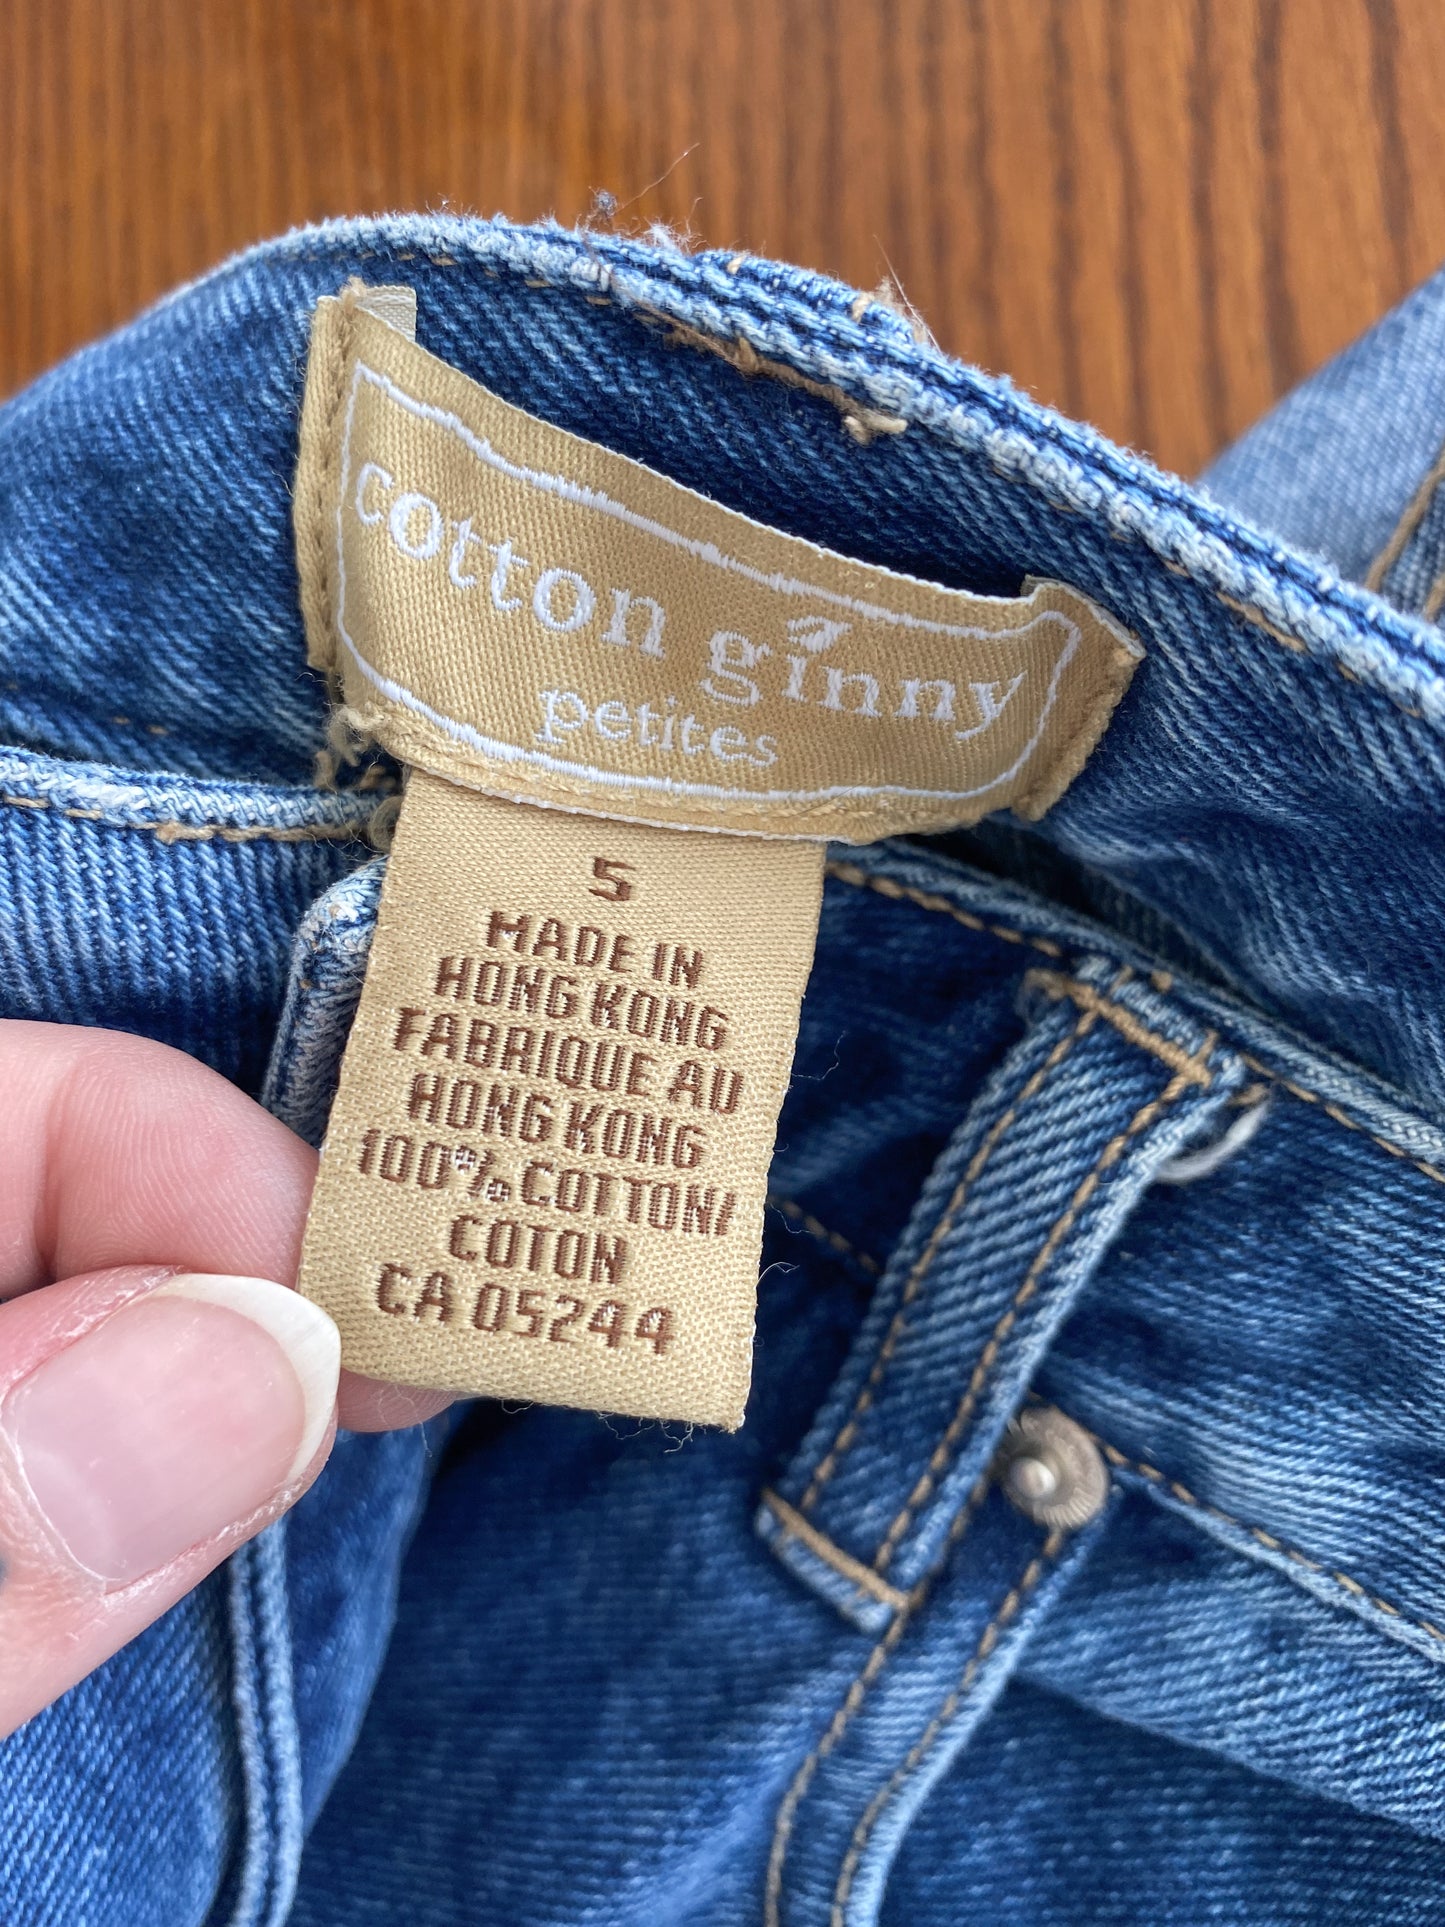 cotton ginny
petites
5
MADE IN
HONG KONG
FABRIQUE AU
HONG KONG
100% COTTON/
COTON
CA 05244